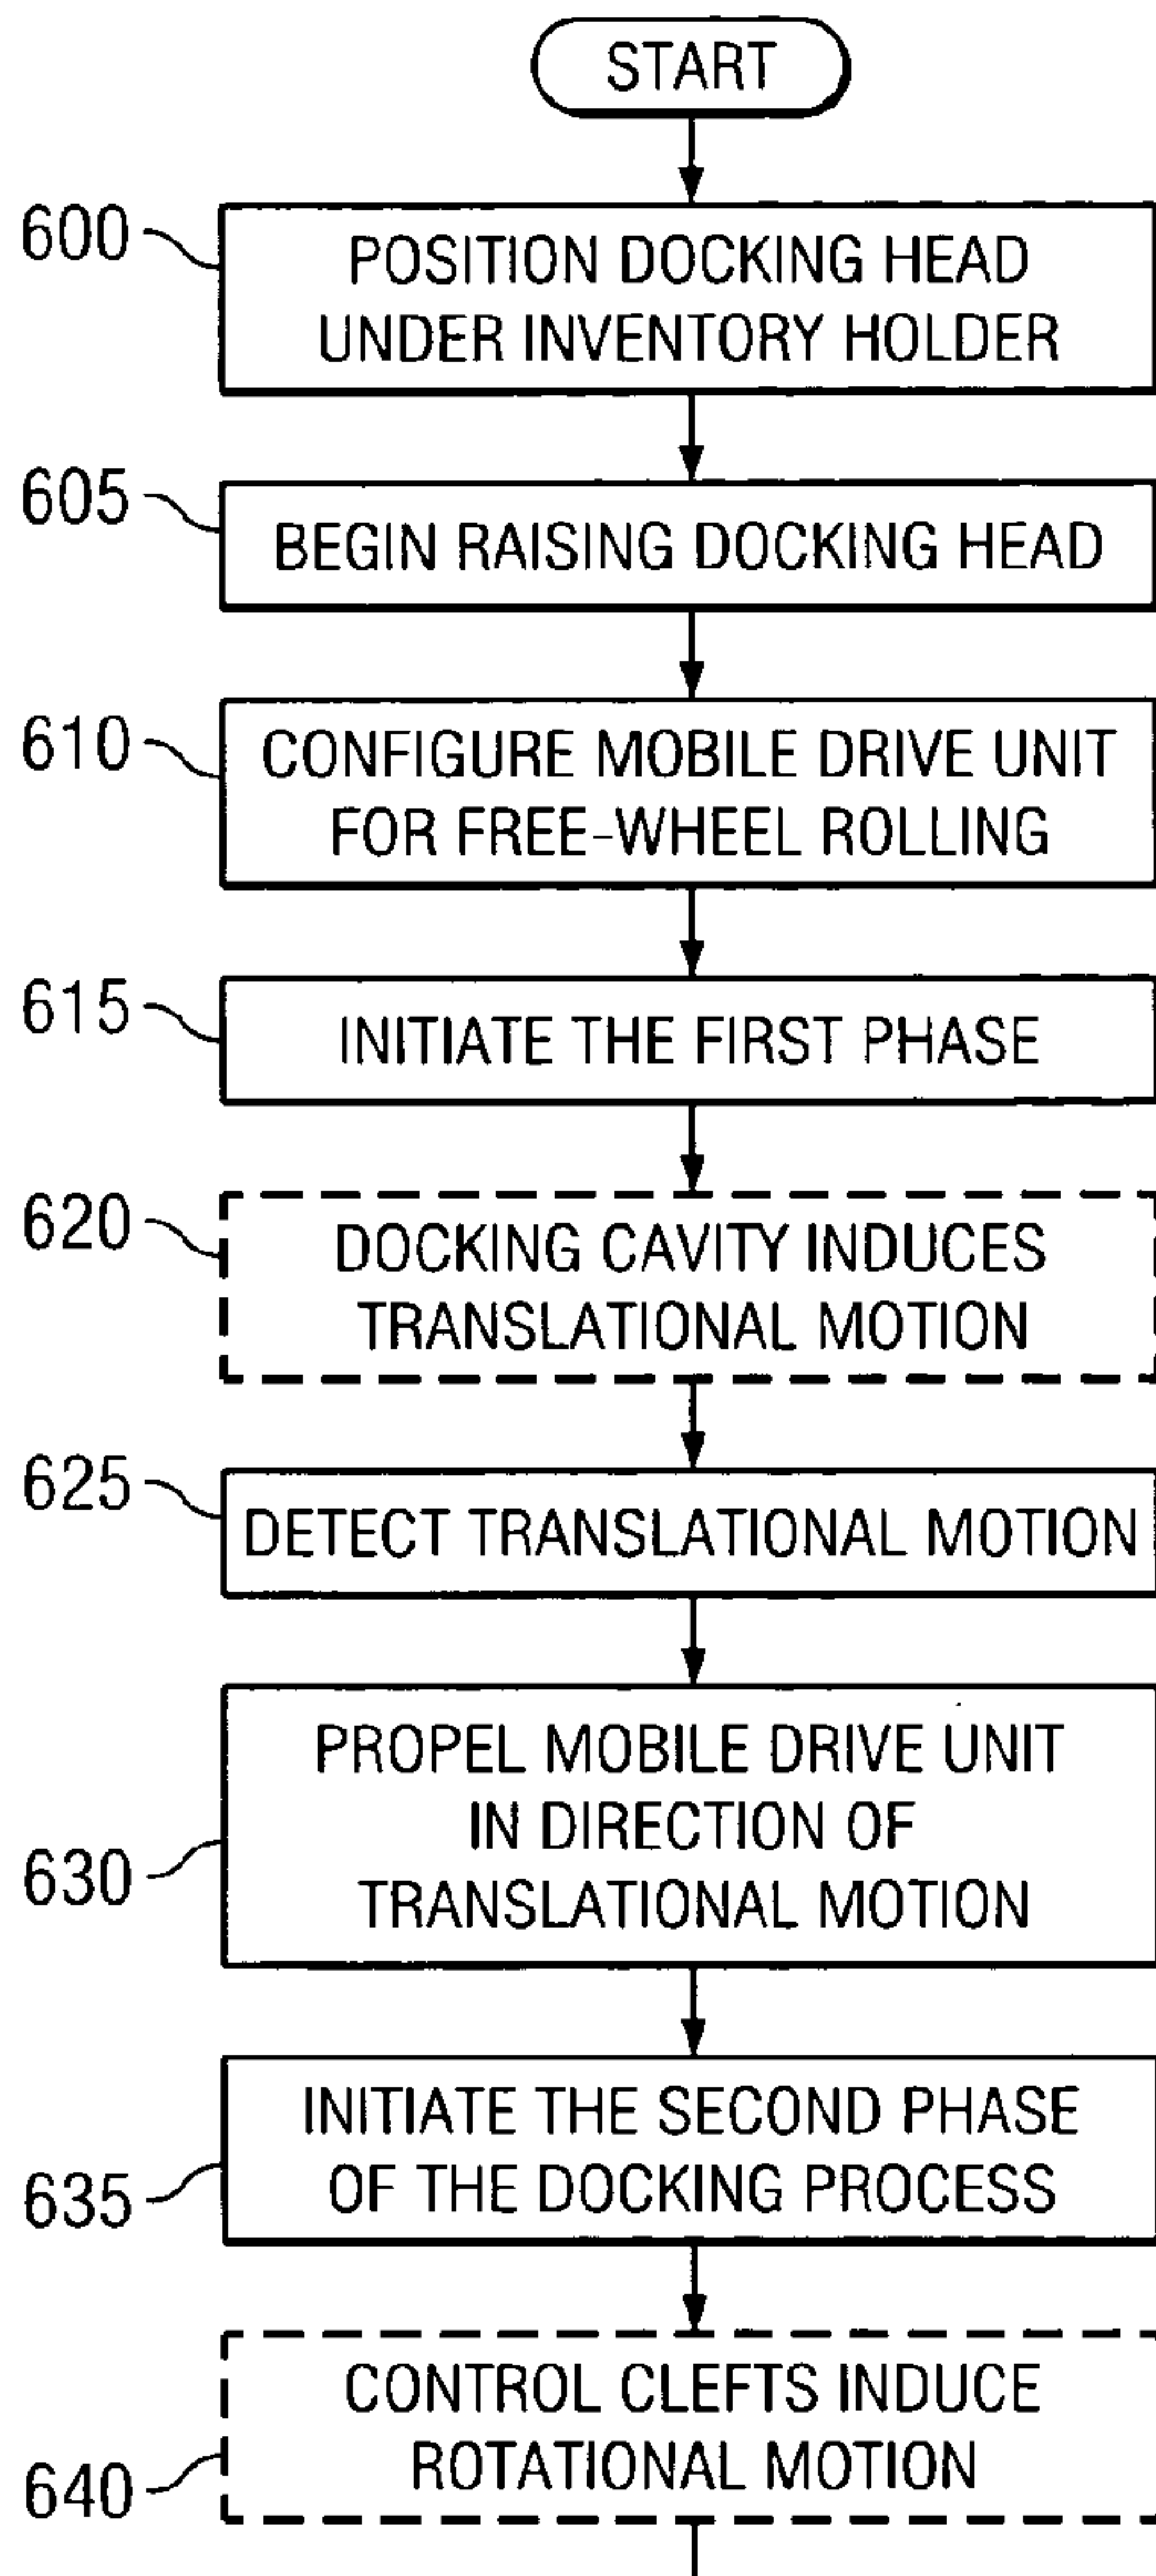 START
600
POSITION DOCKING HEAD
UNDER INVENTORY HOLDER
605
BEGIN RAISING DOCKING HEAD
610
CONFIGURE MOBILE DRIVE UNIT
FOR FREE-WHEEL ROLLING
615
INITIATE THE FIRST PHASE
620
DOCKING CAVITY INDUCES
TRANSLATIONAL MOTION
625
DETECT TRANSLATIONAL MOTION
630
PROPEL MOBILE DRIVE UNIT
IN DIRECTION OF
TRANSLATIONAL MOTION
635
INITIATE THE SECOND PHASE
OF THE DOCKING PROCESS
640
CONTROL CLEFTS INDUCE
ROTATIONAL MOTION